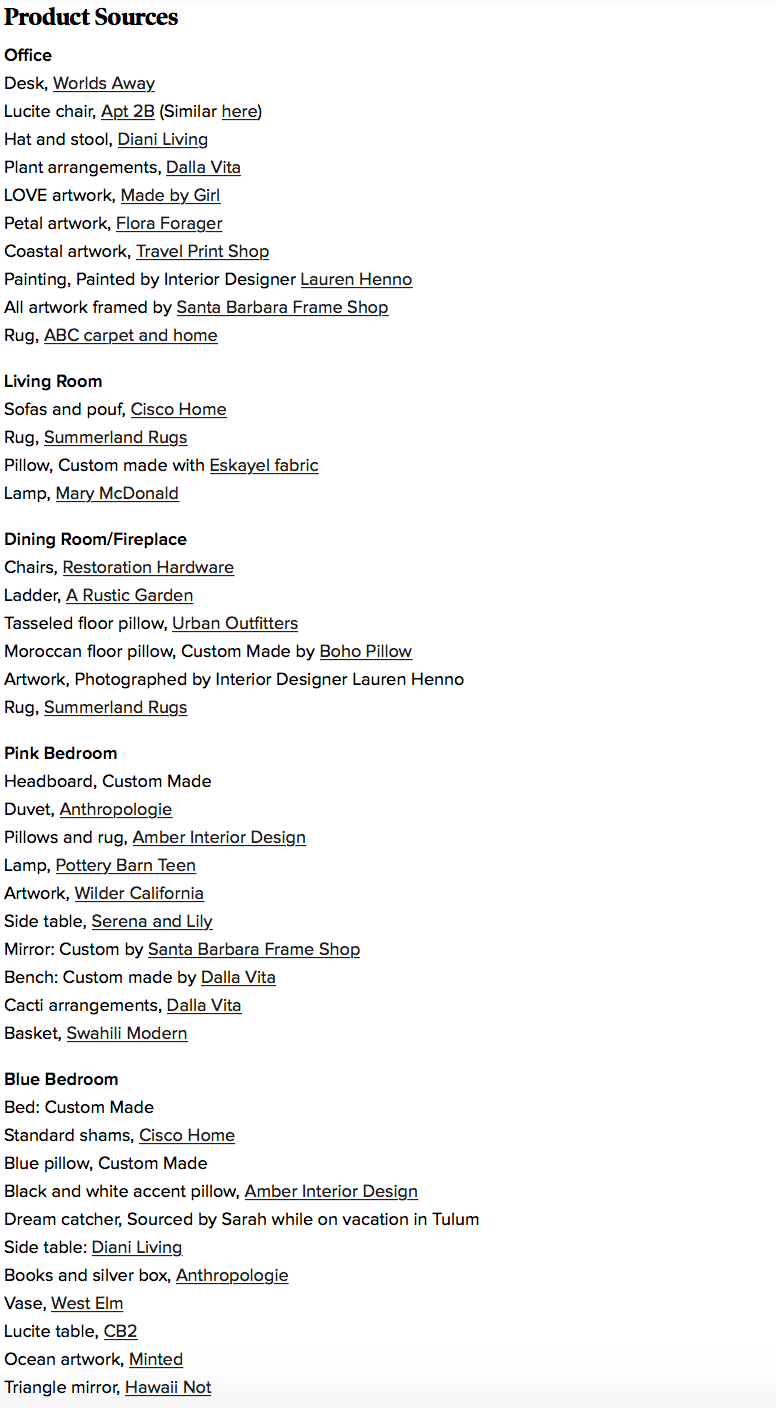 Product Sources
Office
Desk, Worlds Away
Lucite chair, Apt 2B (Similar here)
Hat and stool, Diani Living
Plant arrangements, Dalla Vita
LOVE artwork, Made by Girl
Petal artwork, Flora Forager
Coastal artwork, Travel Print Shop
Painting, Painted by Interior Designer Lauren Henno
All artwork framed by Santa Barbara Frame Shop
Rug, ABC carpet and home
Living Room
Sofas and pouf, Cisco Home
Rug, Summerland Rugs
Pillow, Custom made with Eskayel fabric
Lamp, Mary McDonald
Dining Room/Fireplace
Chairs, Restoration Hardware
Ladder, A Rustic Garden
Tasseled floor pillow, Urban Outfitters
Moroccan floor pillow, Custom Made by Boho Pillow
Artwork, Photographed by Interior Designer Lauren Henno
Rug, Summerland Rugs
Pink Bedroom
Headboard, Custom Made
Duvet, Anthropologie
Pillows and rug, Amber Interior Design
Lamp, Pottery Barn Teen
Artwork, Wilder California
Side table, Serena and Lily
Mirror: Custom by Santa Barbara Frame Shop
Bench: Custom made by Dalla Vita
Cacti arrangements, Dalla Vita
Basket, Swahili Modern
Blue Bedroom
Bed: Custom Made
Standard shams, Cisco Home
Blue pillow, Custom Made
Black and white accent pillow, Amber Interior Design
Dream catcher, Sourced by Sarah while on vacation in Tulum
Side table: Diani Living
Books and silver box, Anthropologie
Vase, West Elm
Lucite table, CB2
Ocean artwork, Minted
Triangle mirror, Hawaii Not